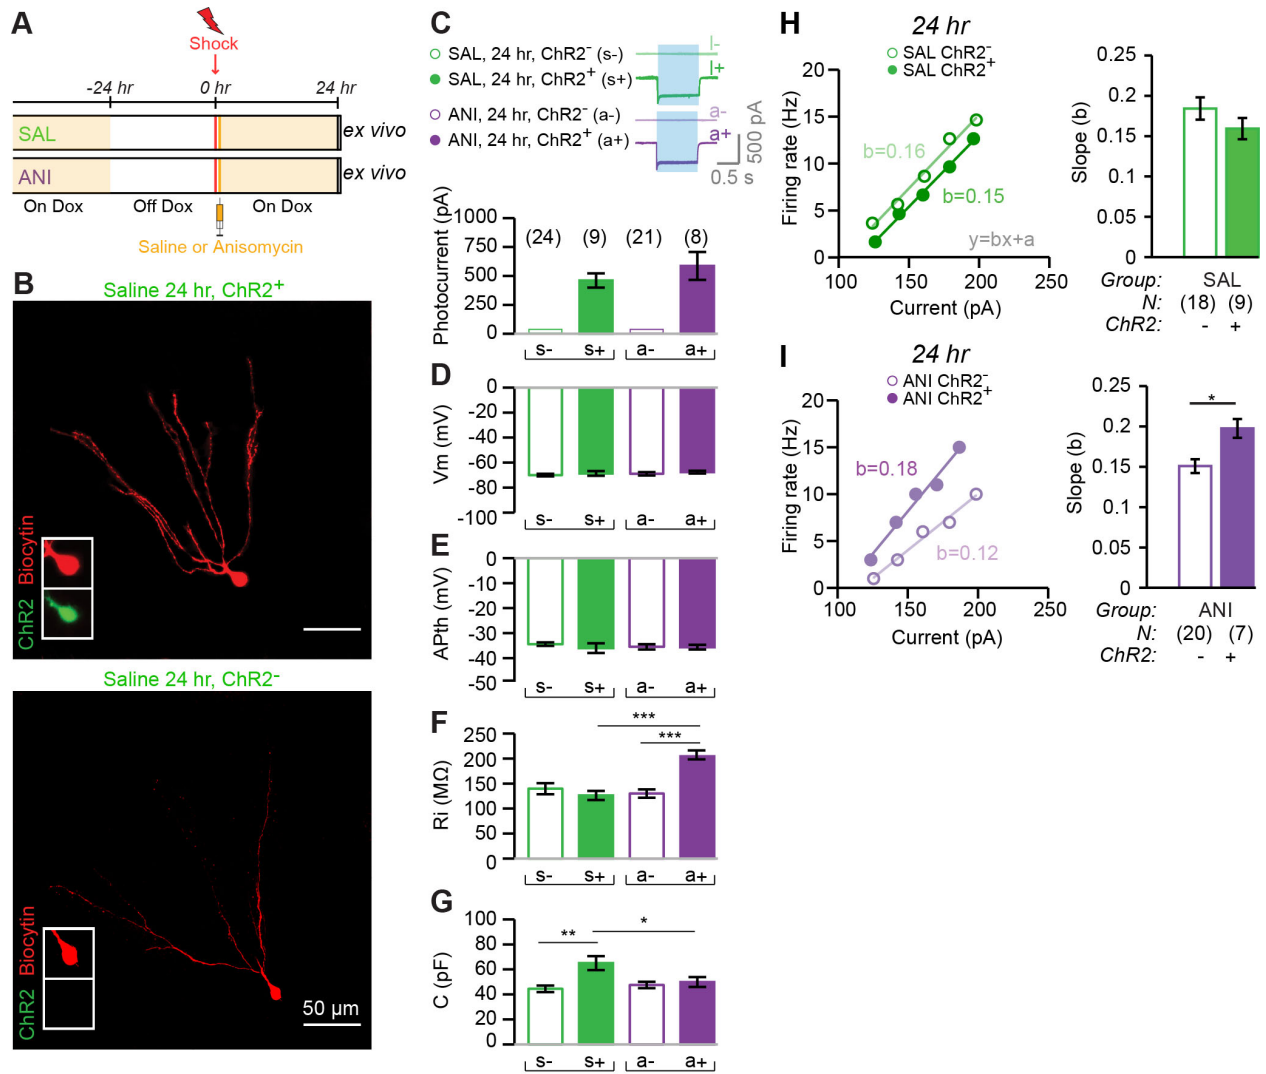 A
Shock
-24 hr
0 hr
24 hr
SAL
ex vivo
ANI
ex vivo
On Dox
Off Dox
On Dox
Saline or Anisomycin
B
Saline 24 hr, ChR2+
Biocytin
ChR2
Saline 24 hr, ChR2-
Biocytin
ChR2
50 µm
C
SAL, 24 hr, ChR2- (s-)
SAL, 24 hr, ChR2+ (s+)
ANI, 24 hr, ChR2- (a-)
ANI, 24 hr, ChR2+ (a+)
l-
l+
a-
a+
500 pA
0.5 s
Photocurrent (pA)
1000
750
500
250
0
(24)
(9)
(21)
(8)
s- s+ a- a+
D
Vm (mV)
0
-20
-40
-60
-80
-100
s- s+ a- a+
E
APth (mV)
0
-10
-20
-30
-40
-50
s- s+ a- a+
F
Ri (MΩ)
250
200
150
100
50
0
***
***
s- s+ a- a+
G
C (pF)
100
80
60
40
20
0
**
*
s- s+ a- a+
H
24 hr
SAL ChR2-
SAL ChR2+
Firing rate (Hz)
20
15
10
5
0
b=0.16
b=0.15
y=bx+a
100 150 200 250
Current (pA)
Slope (b)
0.25
0.2
0.15
0.1
0.05
0
Group: SAL
N: (18) (9)
ChR2: - +
I
24 hr
ANI ChR2-
ANI ChR2+
Firing rate (Hz)
20
15
10
5
0
b=0.18
b=0.12
100 150 200 250
Current (pA)
Slope (b)
0.25
0.2
0.15
0.1
0.05
0
*
Group: ANI
N: (20) (7)
ChR2: - +